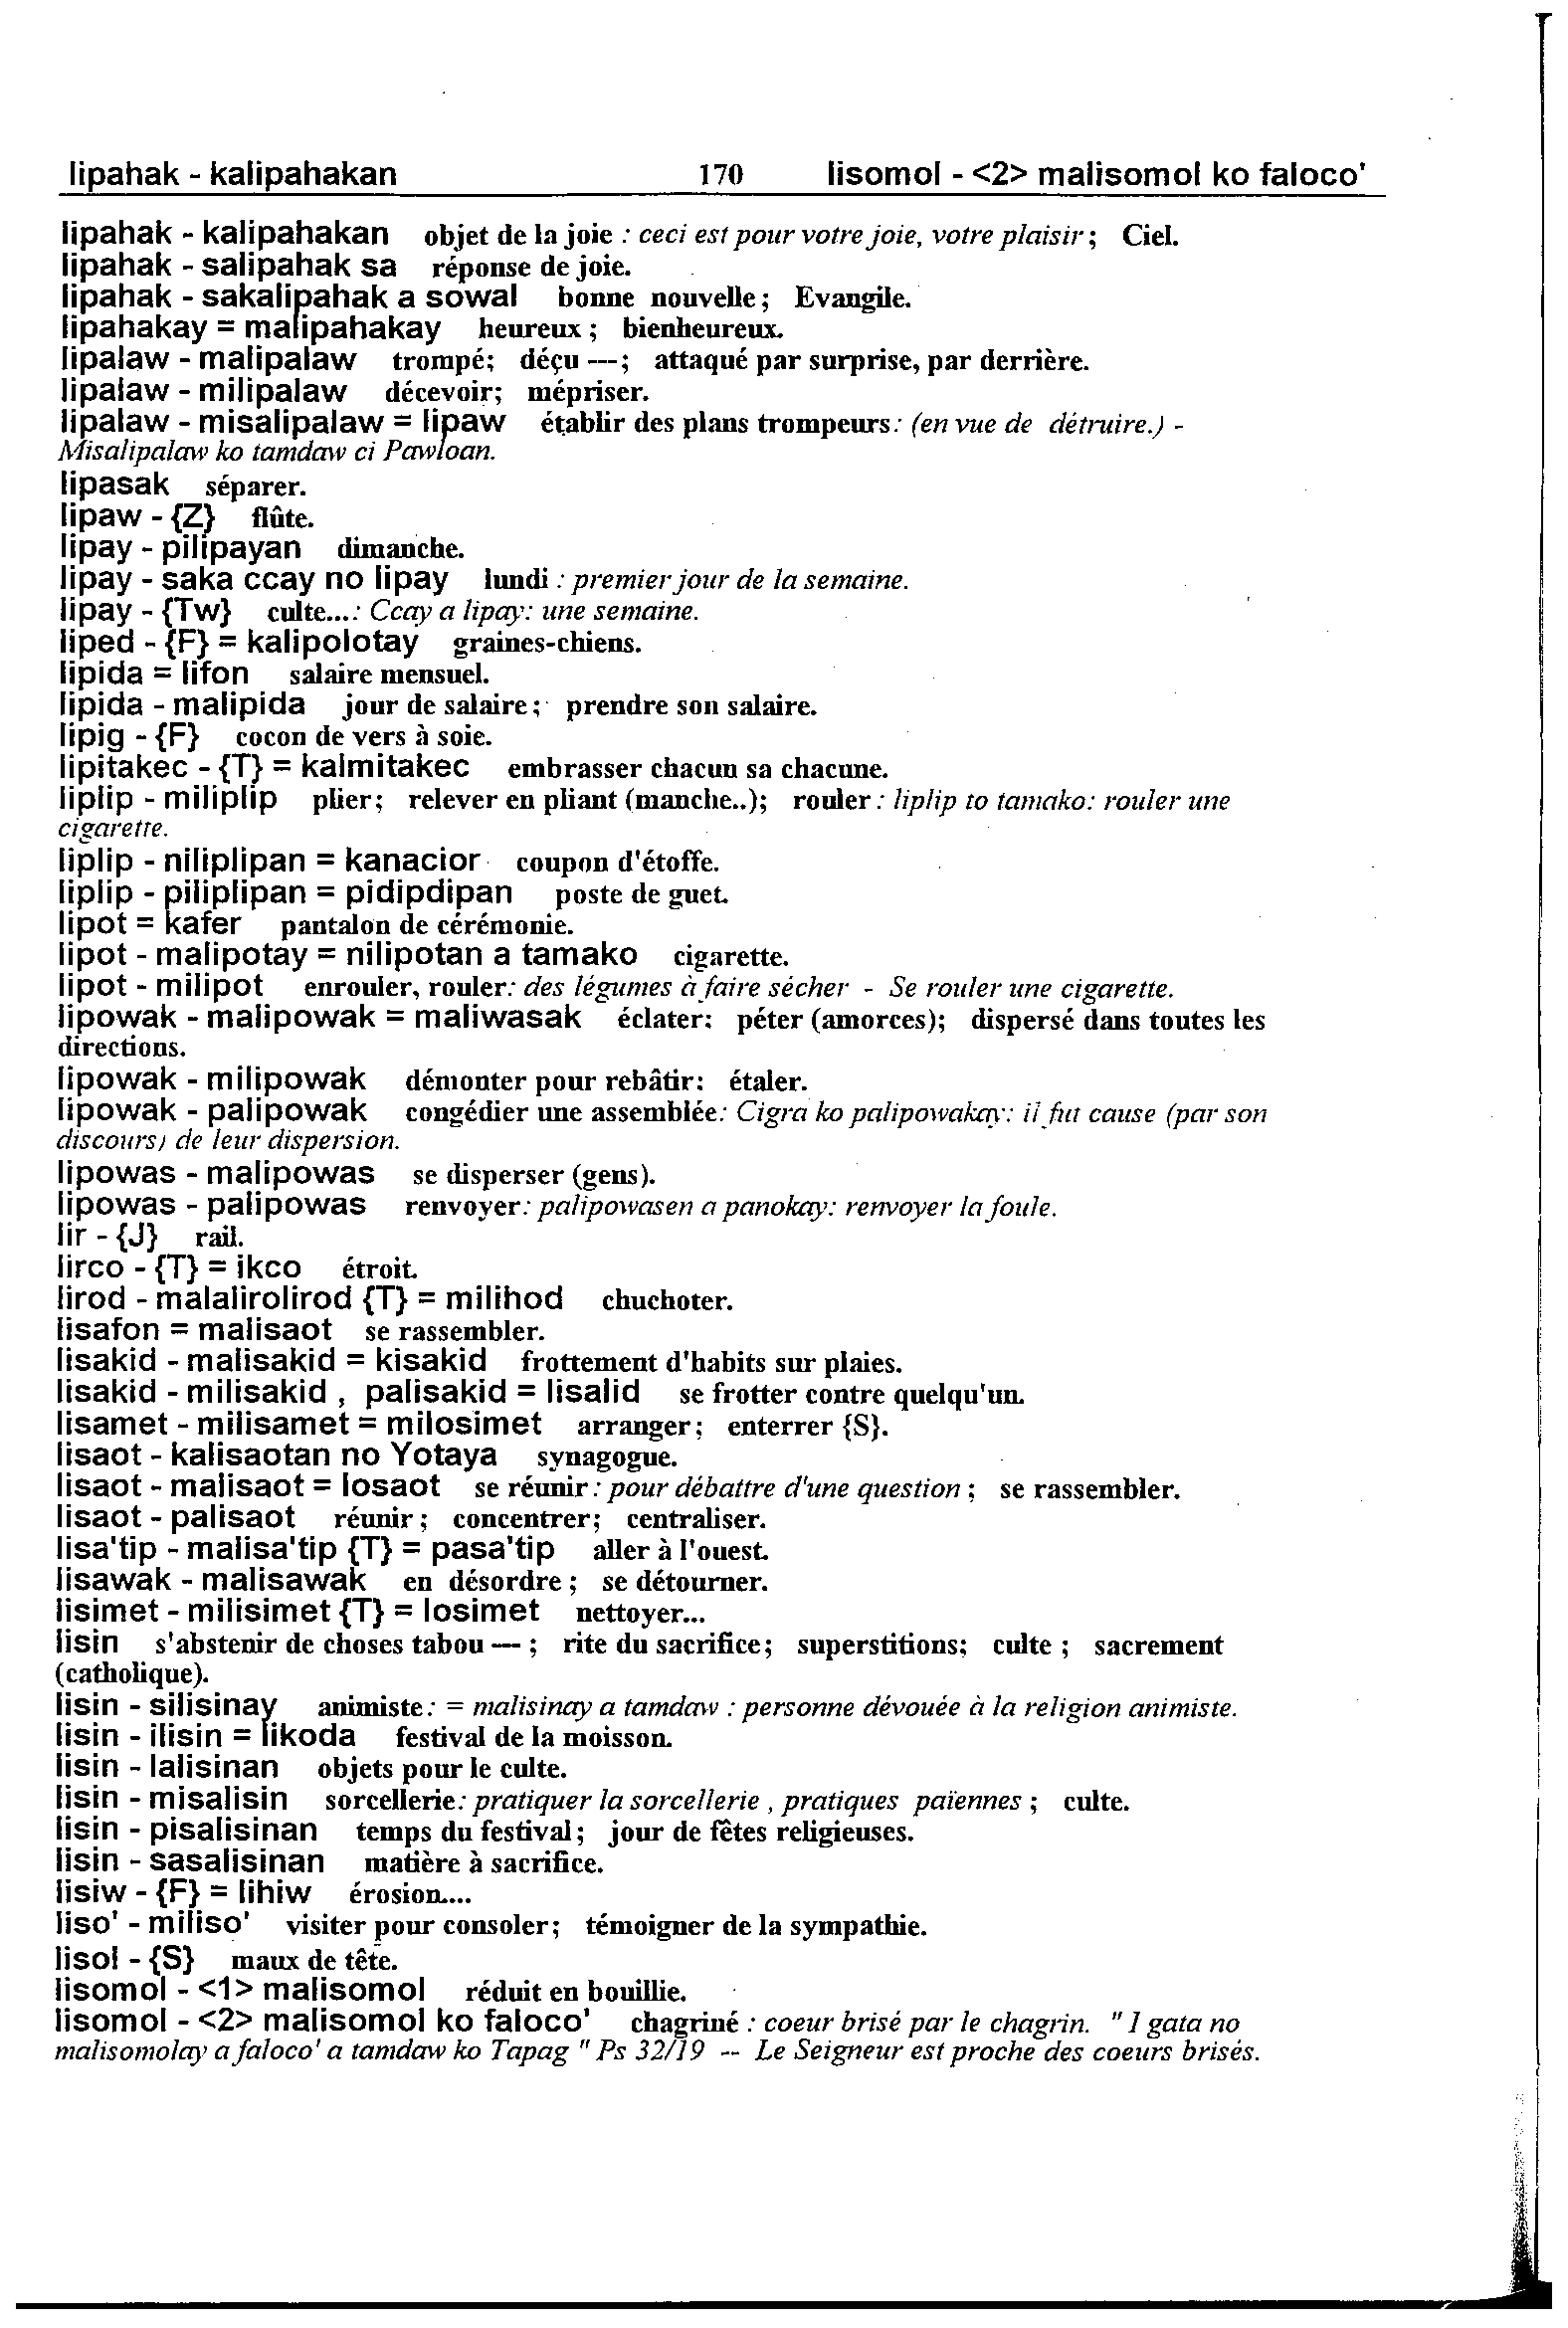 lipahak - kalipahakan 170 lisomol - <2> malisomol ko faloco'
lipahak - kalipahakan objet de la joie : ceci est pour votre joie, votre plaisir ; Ciel.
lipahak - salipahak sa réponse de joie.
lipahak - sakalipahak a sowal bonne nouvelle ; Evangile.
lipahakay = malipahakay heureux ; bienheureux.
lipalaw - malipalaw trompé; déçu —; attaqué par surprise, par derrière.
lipalaw - milipalaw décevoir; mépriser.
lipalaw - misalipalaw = lipaw établir des plans trompeurs: (en vue de détruire.) -
Misalipalaw ko tamdaw ci Pawloan.
lipasak séparer.
lipaw - {Z} flûte.
lipay - pilipayan dimanche.
lipay - saka ccay no lipay lundi : premier jour de la semaine.
lipay - {Tw} culte...: Ccay a lipay: une semaine.
liped - {F} = kalipolotay graines-chiens.
lipida = lifon salaire mensuel.
lipida - malipida jour de salaire ; prendre son salaire.
lipig - {F} cocon de vers à soie.
lipitakec - {T} = kalmitakec embrasser chacun sa chacune.
liplip - miliplip plier; relever en pliant (manche..); rouler : liplip to tamako: rouler une
cigarette.
liplip - niliplipan = kanacior coupon d'étoffe.
liplip - piliplipan = pidipdipan poste de guet.
lipot = kafer pantalon de cérémonie.
lipot - malipotay = nilipotan a tamako cigarette.
lipot - milipot enrouler, rouler: des légumes à faire sécher - Se rouler une cigarette.
lipowak - malipowak = maliwasak éclater; péter (amorces); dispersé dans toutes les
directions.
lipowak - milipowak démonter pour rebâtir; étaler.
lipowak - palipowak congédier une assemblée: Cigra ko palipowakay: il fut cause (par son
discours) de leur dispersion.
lipowas - malipowas se disperser (gens).
lipowas - palipowas renvoyer: palipowasen a panokay: renvoyer la foule.
lir - {J} rail.
lirco - {T} = ikco étroit.
lirod - malalirolirod {T} = milihod chuchoter.
lisafon = malisaot se rassembler.
lisakid - malisakid = kisakid frottement d'habits sur plaies.
lisakid - milisakid , palisakid = lisalid se frotter contre quelqu'un.
lisamet - milisamet = milosimet arranger ; enterrer {S}.
lisaot - kalisaotan no Yotaya synagogue.
lisaot - malisaot = losaot se réunir : pour débattre d'une question ; se rassembler.
lisaot - palisaot réunir ; concentrer; centraliser.
lisa'tip - malisa'tip {T} = pasa'tip aller à l'ouest.
lisawak - malisawak en désordre ; se détourner.
lisimet - milisimet {T} = losimet nettoyer...
lisin s'abstenir de choses tabou — ; rite du sacrifice; superstitions; culte ; sacrement
(catholique).
lisin - silisinay animiste: = malisinay a tamdaw : personne dévouée à la religion animiste.
lisin - ilisin = likoda festival de la moisson.
lisin - lalisinan objets pour le culte.
lisin - misalisin sorcellerie: pratiquer la sorcellerie , pratiques païennes ; culte.
lisin - pisalisinan temps du festival; jour de fêtes religieuses.
lisin - sasalisinan matière à sacrifice.
lisiw - {F} = lihiw érosion....
liso' - miliso' visiter pour consoler; témoigner de la sympathie.
lisol - {S} maux de tête.
lisomol - <1> malisomol réduit en bouillie.
lisomol - <2> malisomol ko faloco' chagriné : coeur brisé par le chagrin. " I gata no
malisomolay a faloco' a tamdaw ko Tapag " Ps 32/19 -- Le Seigneur est proche des coeurs brisés.